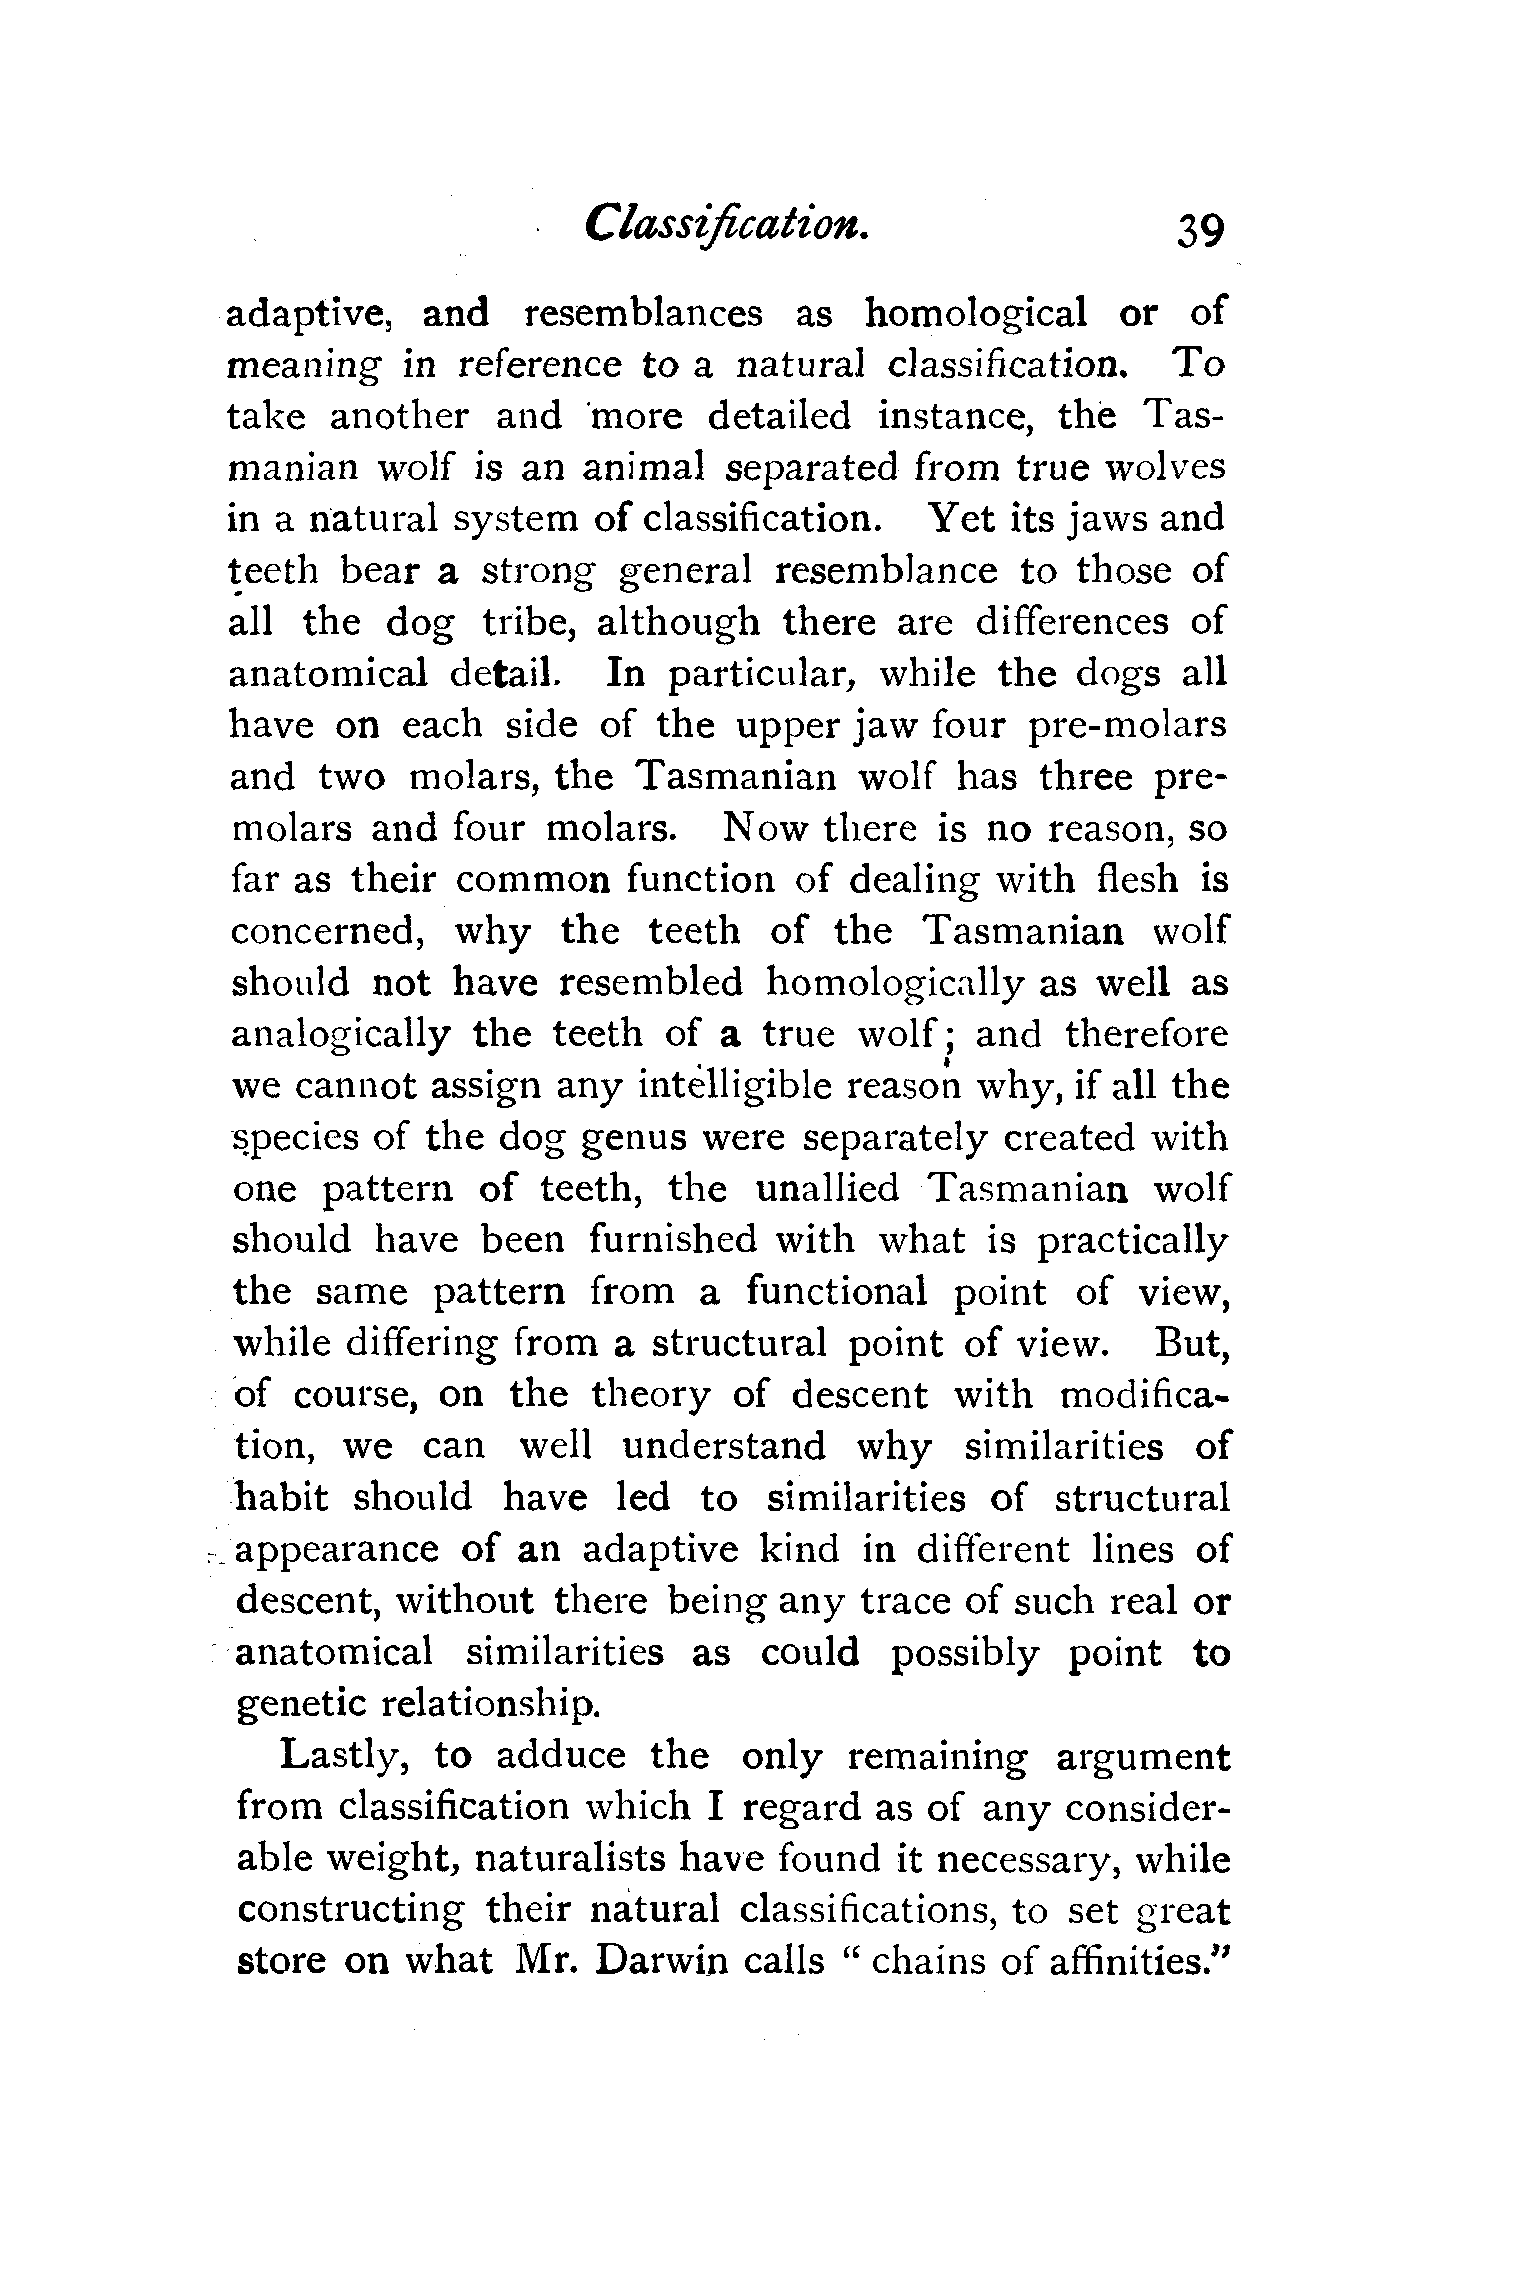 Classification. 39
adaptive, and resemblances as homological or of
meaning in reference to a natural classification. To
take another and more detailed instance, the Tas-
manian wolf is an animal separated from true wolves
in a natural system of classification. Yet its jaws and
teeth bear a strong general resemblance to those of
all the dog tribe, although there are differences of
anatomical detail. In particular, while the dogs all
have on each side of the upper jaw four pre-molars
and two molars, the Tasmanian wolf has three pre-
molars and four molars. Now there is no reason, so
far as their common function of dealing with flesh is
concerned, why the teeth of the Tasmanian wolf
should not have resembled homologically as well as
analogically the teeth of a true wolf; and therefore
we cannot assign any intelligible reason why, if all the
species of the dog genus were separately created with
one pattern of teeth, the unallied Tasmanian wolf
should have been furnished with what is practically
the same pattern from a functional point of view,
while differing from a structural point of view. But,
of course, on the theory of descent with modifica-
tion, we can well understand why similarities of
habit should have led to similarities of structural
appearance of an adaptive kind in different lines of
descent, without there being any trace of such real or
anatomical similarities as could possibly point to
genetic relationship.
Lastly, to adduce the only remaining argument
from classification which I regard as of any consider-
able weight, naturalists have found it necessary, while
constructing their natural classifications, to set great
store on what Mr. Darwin calls “ chains of affinities.”